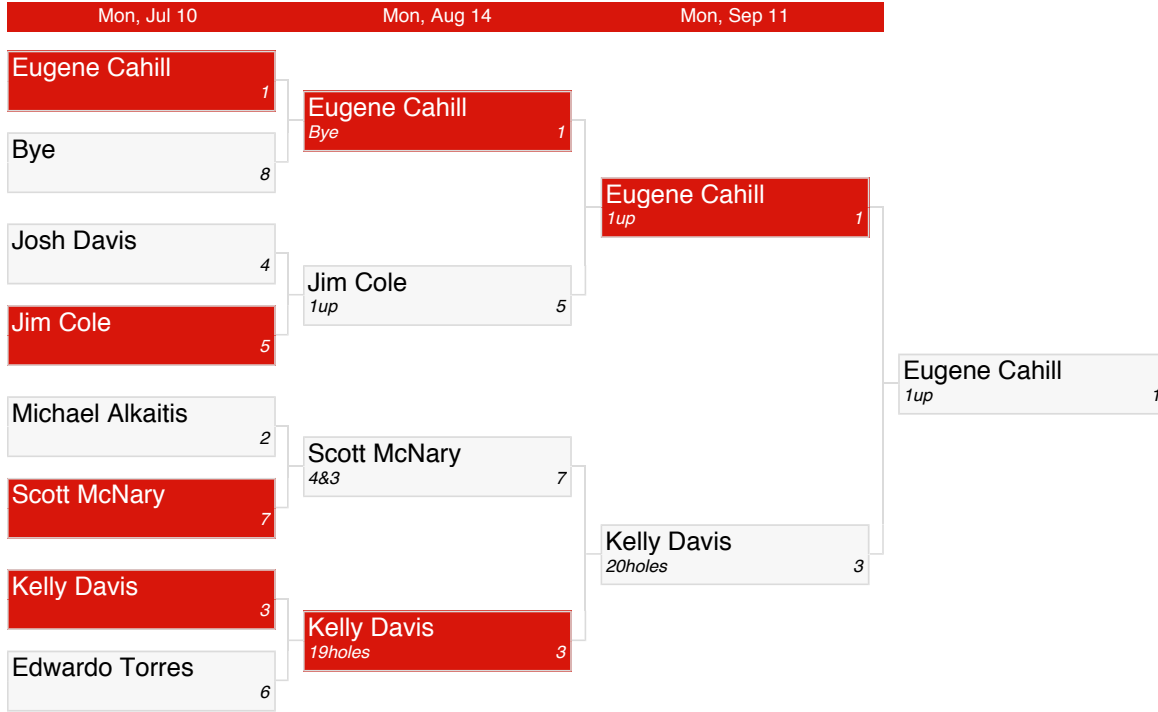 Mon, Jul 10
Mon, Aug 14
Mon, Sep 11
Eugene Cahill
1
Bye
8
Josh Davis
4
Jim Cole
5
Michael Alkaitis
2
Scott McNary
7
Kelly Davis
3
Edwardo Torres
6
Eugene Cahill
Bye 1
Jim Cole
1up 5
Scott McNary
4&3 7
Kelly Davis
19holes 3
Eugene Cahill
1up 1
Kelly Davis
20holes 3
Eugene Cahill
1up 1